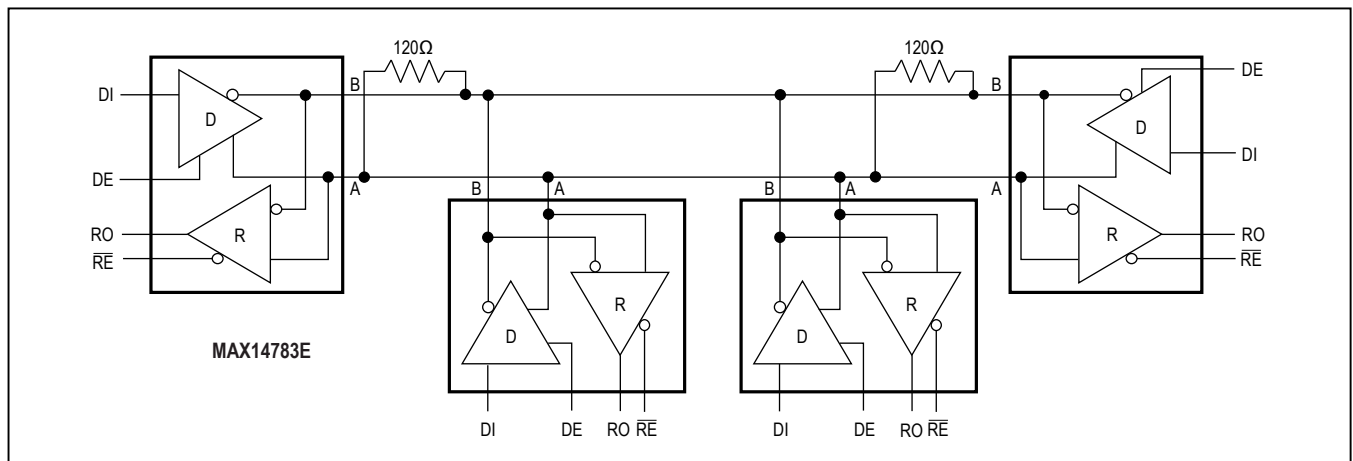 120Ω 120Ω
DI D B B D DE
DI
DE A B A B A A
RO R R RO
RE RE
D R D R
MAX14783E
DI DE RO RE DI DE RO RE